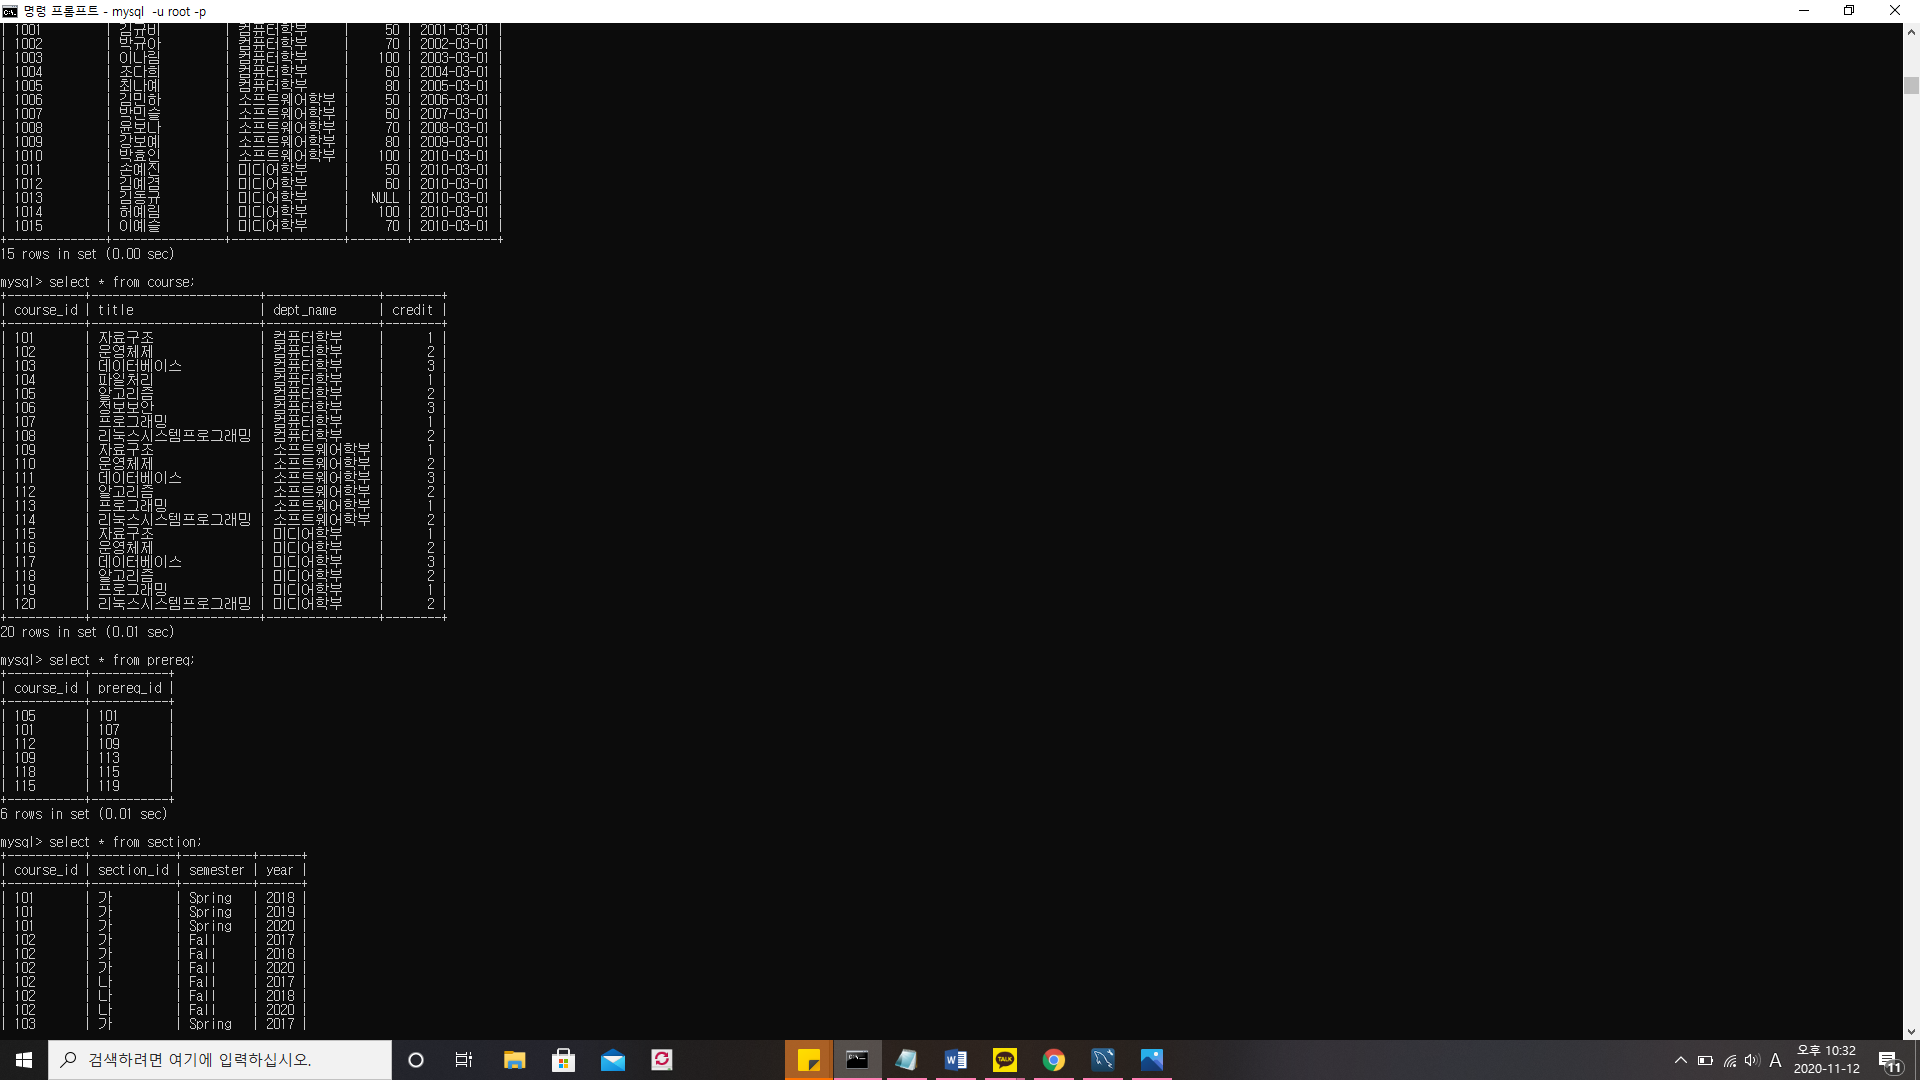 명령 프롬프트 - mysql  -u root -p
| 1001 | 김규비 | 컴퓨터학부 | 50 | 2001-03-01 |
| 1002 | 박규아 | 컴퓨터학부 | 70 | 2002-03-01 |
| 1003 | 이나림 | 컴퓨터학부 | 100 | 2003-03-01 |
| 1004 | 조다희 | 컴퓨터학부 | 60 | 2004-03-01 |
| 1005 | 최나예 | 컴퓨터학부 | 80 | 2005-03-01 |
| 1006 | 김민하 | 소프트웨어학부 | 50 | 2006-03-01 |
| 1007 | 박민슬 | 소프트웨어학부 | 60 | 2007-03-01 |
| 1008 | 윤보나 | 소프트웨어학부 | 70 | 2008-03-01 |
| 1009 | 강보예 | 소프트웨어학부 | 80 | 2009-03-01 |
| 1010 | 박효인 | 소프트웨어학부 | 100 | 2010-03-01 |
| 1011 | 손예진 | 미디어학부 | 50 | 2010-03-01 |
| 1012 | 김예겸 | 미디어학부 | 60 | 2010-03-01 |
| 1013 | 김동규 | 미디어학부 | NULL | 2010-03-01 |
| 1014 | 허예림 | 미디어학부 | 100 | 2010-03-01 |
| 1015 | 이예슬 | 미디어학부 | 70 | 2010-03-01 |
15 rows in set (0.00 sec)
mysql> select * from course;
| course_id | title | dept_name | credit |
| 101 | 자료구조 | 컴퓨터학부 | 1 |
| 102 | 운영체제 | 컴퓨터학부 | 2 |
| 103 | 데이터베이스 | 컴퓨터학부 | 3 |
| 104 | 파일처리 | 컴퓨터학부 | 1 |
| 105 | 알고리즘 | 컴퓨터학부 | 2 |
| 106 | 정보보안 | 컴퓨터학부 | 3 |
| 107 | 프로그래밍 | 컴퓨터학부 | 1 |
| 108 | 리눅스시스템프로그래밍 | 컴퓨터학부 | 2 |
| 109 | 자료구조 | 소프트웨어학부 | 1 |
| 110 | 운영체제 | 소프트웨어학부 | 2 |
| 111 | 데이터베이스 | 소프트웨어학부 | 3 |
| 112 | 알고리즘 | 소프트웨어학부 | 2 |
| 113 | 프로그래밍 | 소프트웨어학부 | 1 |
| 114 | 리눅스시스템프로그래밍 | 소프트웨어학부 | 2 |
| 115 | 자료구조 | 미디어학부 | 1 |
| 116 | 운영체제 | 미디어학부 | 2 |
| 117 | 데이터베이스 | 미디어학부 | 3 |
| 118 | 알고리즘 | 미디어학부 | 2 |
| 119 | 프로그래밍 | 미디어학부 | 1 |
| 120 | 리눅스시스템프로그래밍 | 미디어학부 | 2 |
20 rows in set (0.01 sec)
mysql> select * from prereq;
| course_id | prereq_id |
| 105 | 101 |
| 101 | 107 |
| 112 | 109 |
| 109 | 113 |
| 118 | 115 |
| 115 | 119 |
6 rows in set (0.01 sec)
mysql> select * from section;
| course_id | section_id | semester | year |
| 101 | 가 | Spring | 2018 |
| 101 | 가 | Spring | 2019 |
| 101 | 가 | Spring | 2020 |
| 102 | 가 | Fall | 2017 |
| 102 | 가 | Fall | 2018 |
| 102 | 가 | Fall | 2020 |
| 102 | 나 | Fall | 2017 |
| 102 | 나 | Fall | 2018 |
| 102 | 나 | Fall | 2020 |
| 103 | 가 | Spring | 2017 |
검색하려면 여기에 입력하십시오.
TALK
A
오후 10:32
2020-11-12
11